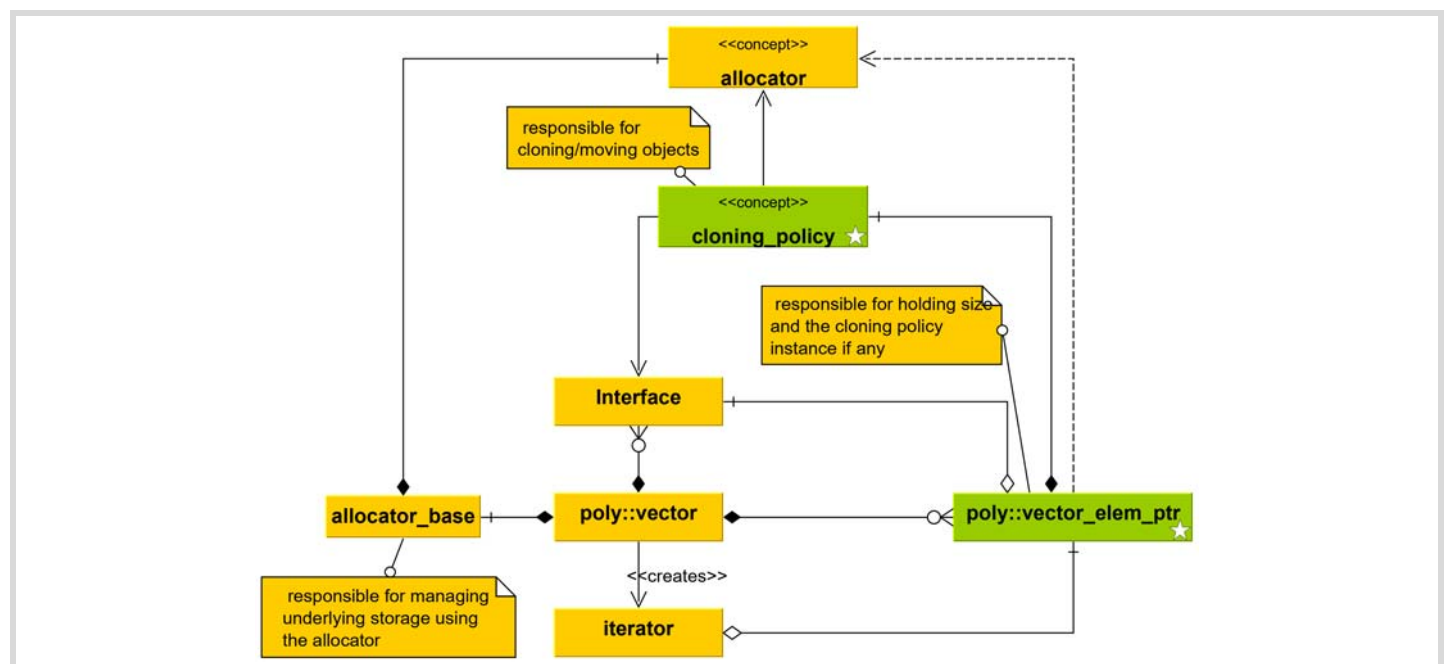 <<concept>>
allocator
responsible for
cloning/moving objects
<<concept>>
cloning_policy
responsible for holding size
and the cloning policy
instance if any
Interface
allocator_base
poly::vector
poly::vector_elem_ptr
<<creates>>
responsible for managing
underlying storage using
the allocator
iterator